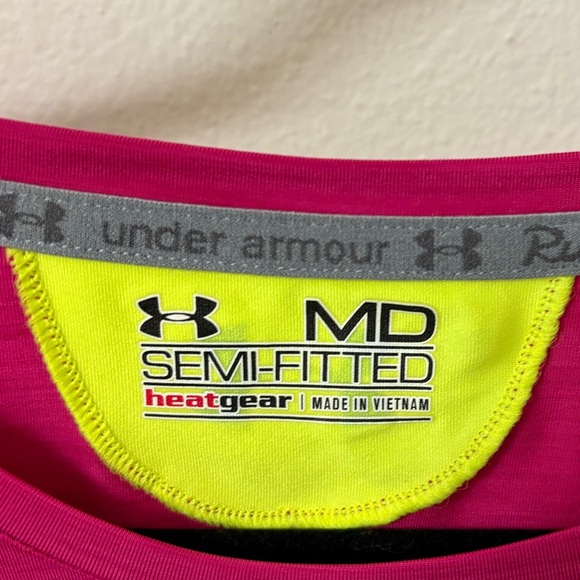 under armour
MD
SEMI-FITTED
heatgear | MADE IN VIETNAM